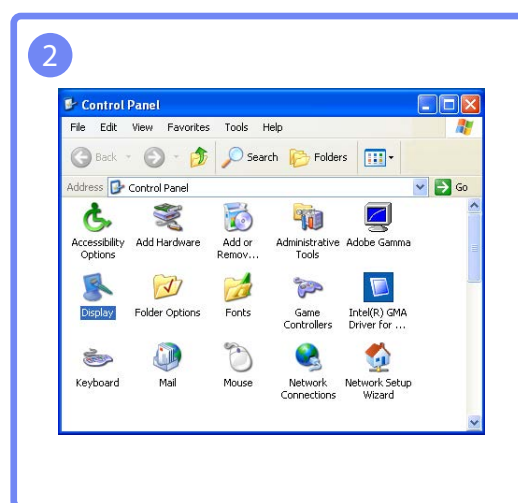 2
Control Panel
File Edit View Favorites Tools Help
Back Search Folders
Address Control Panel Go
Accessibility Options Add Hardware Add or Remov... Administrative Tools Adobe Gamma
Display Folder Options Fonts Game Controllers Intel(R) GMA Driver for ...
Keyboard Mail Mouse Network Connections Network Setup Wizard